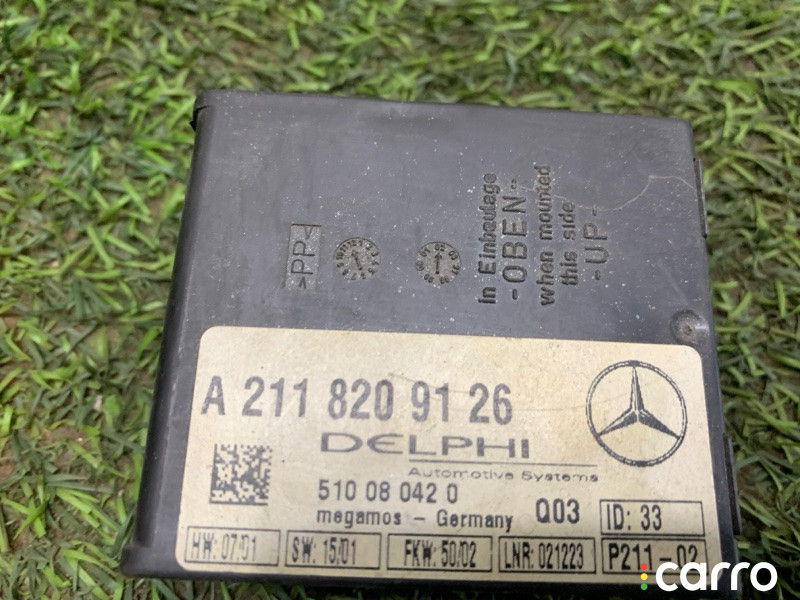 >PP<
in Einbaulage
-OBEN-
when mounted
this side
-UP-
A 211 820 91 26
DELPHI
Automotive Systems
510 08 042 0
megamos - Germany
Q03
ID: 33
HW: 07/01
SW: 15/01
FKW: 50/02
LNR: 021223
P211-02
carro